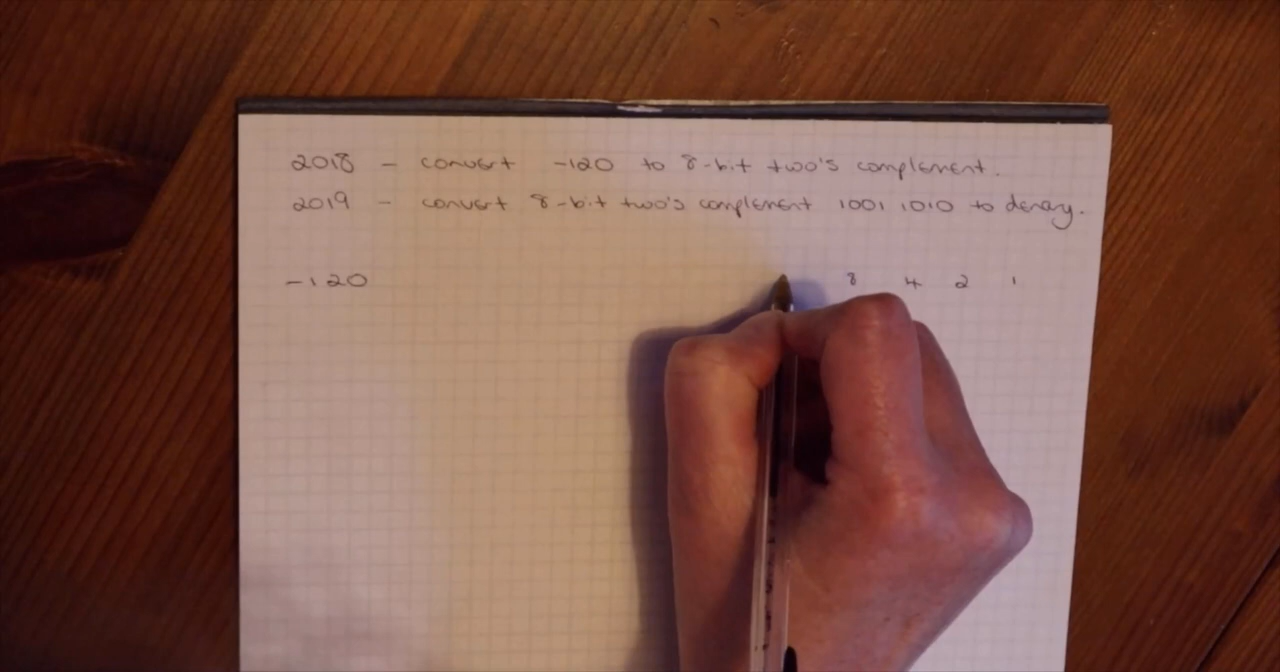 2018 - convert -120 to 8-bit two's complement.
2019 - convert 8-bit two's complement 1001 1010 to denary.
-120 8 4 2 1